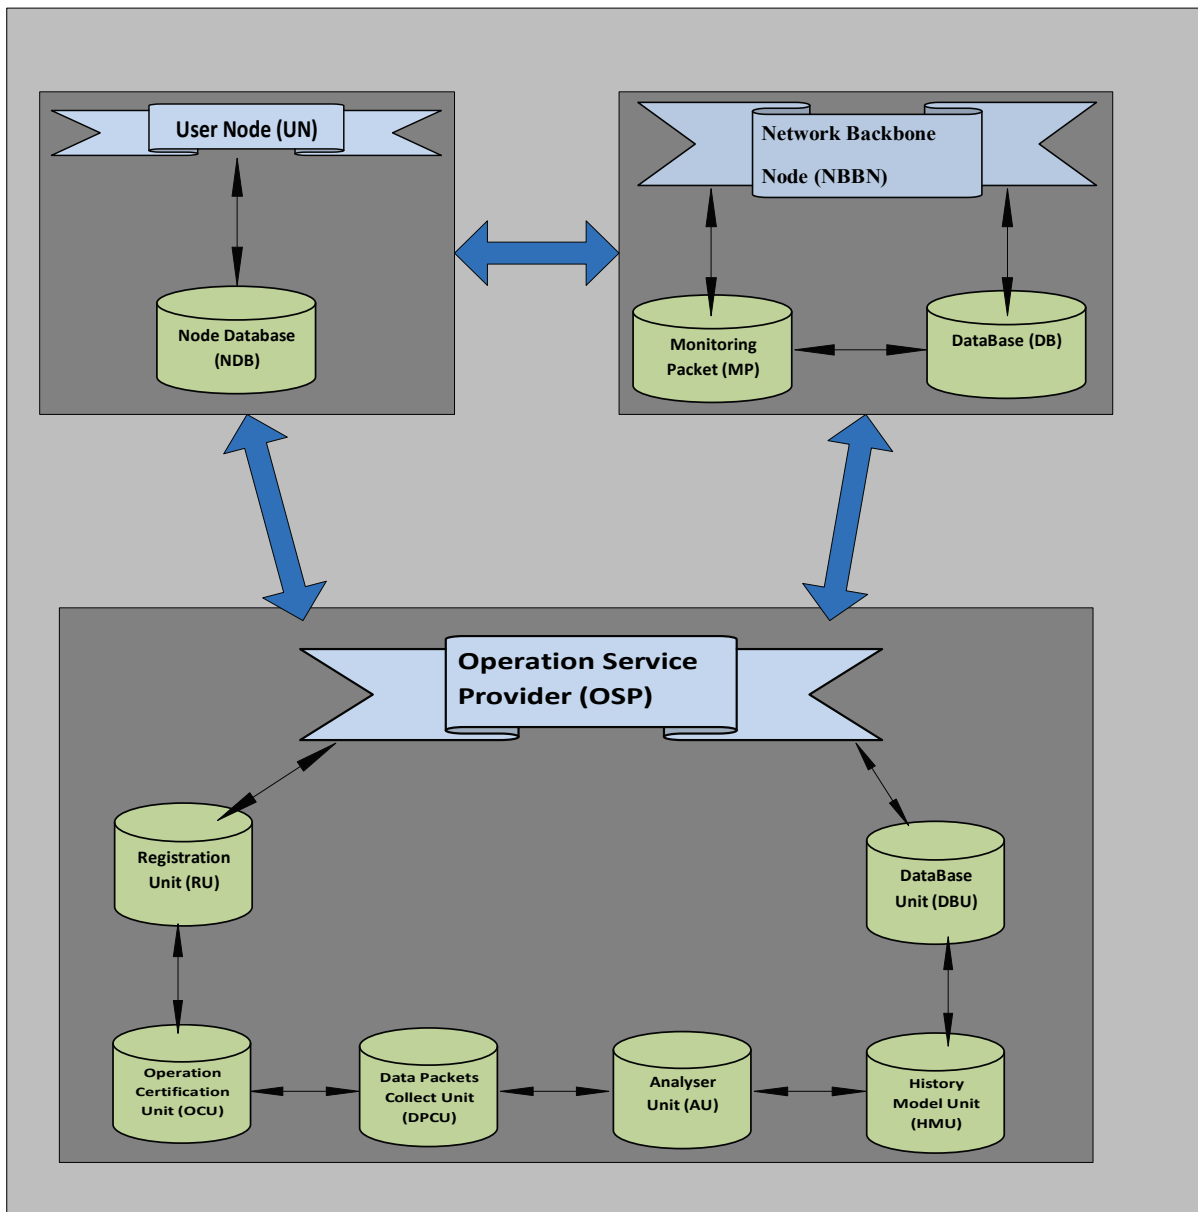 User Node (UN)
Network Backbone
Node (NBBN)
Node Database
(NDB)
Monitoring
Packet (MP)
DataBase (DB)
Operation Service
Provider (OSP)
Registration
Unit (RU)
DataBase
Unit (DBU)
Operation
Certification
Unit (OCU)
Data Packets
Collect Unit
(DPCU)
Analyser
Unit (AU)
History
Model Unit
(HMU)